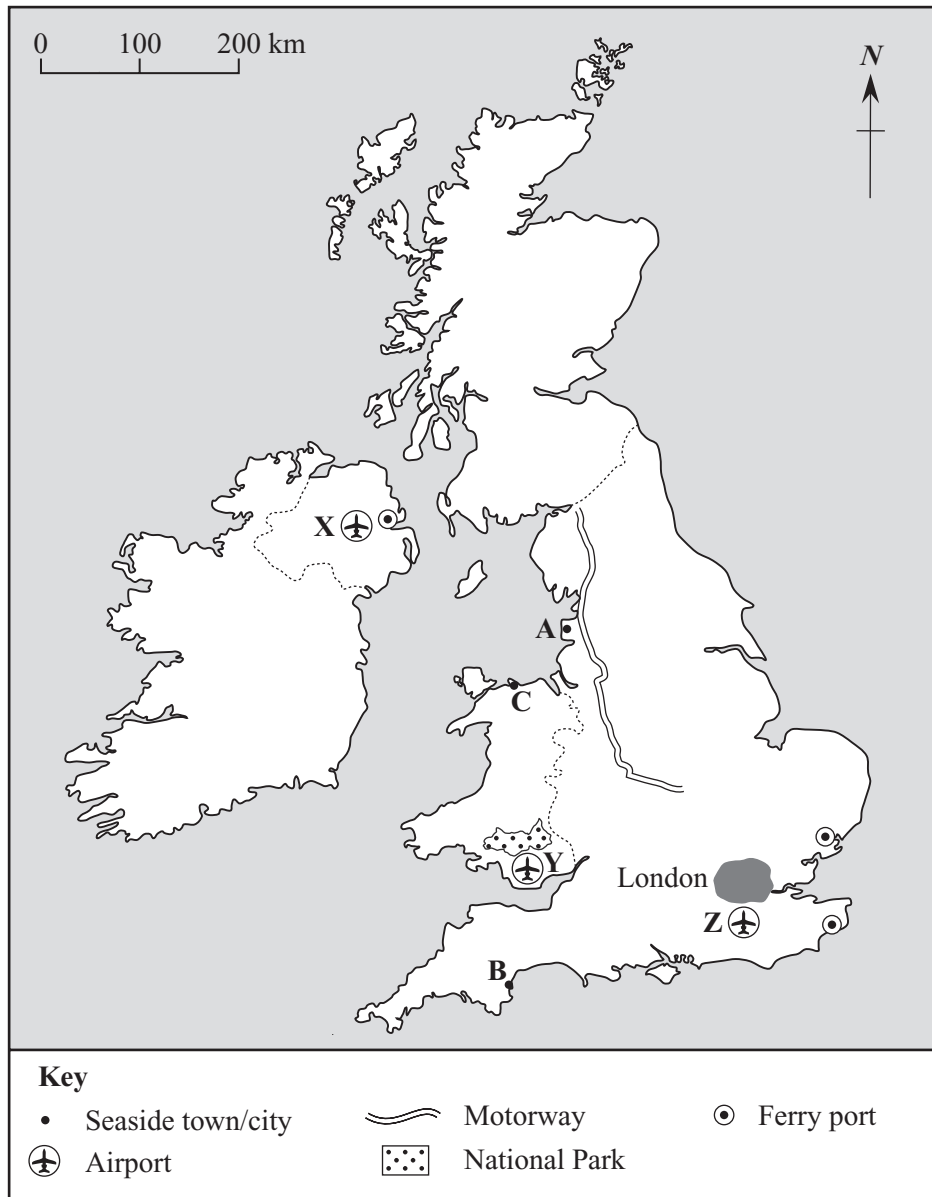 0 100 200 km
N
X
A
C
Y
London
Z
B
Key
Seaside town/city
Motorway
Ferry port
Airport
National Park